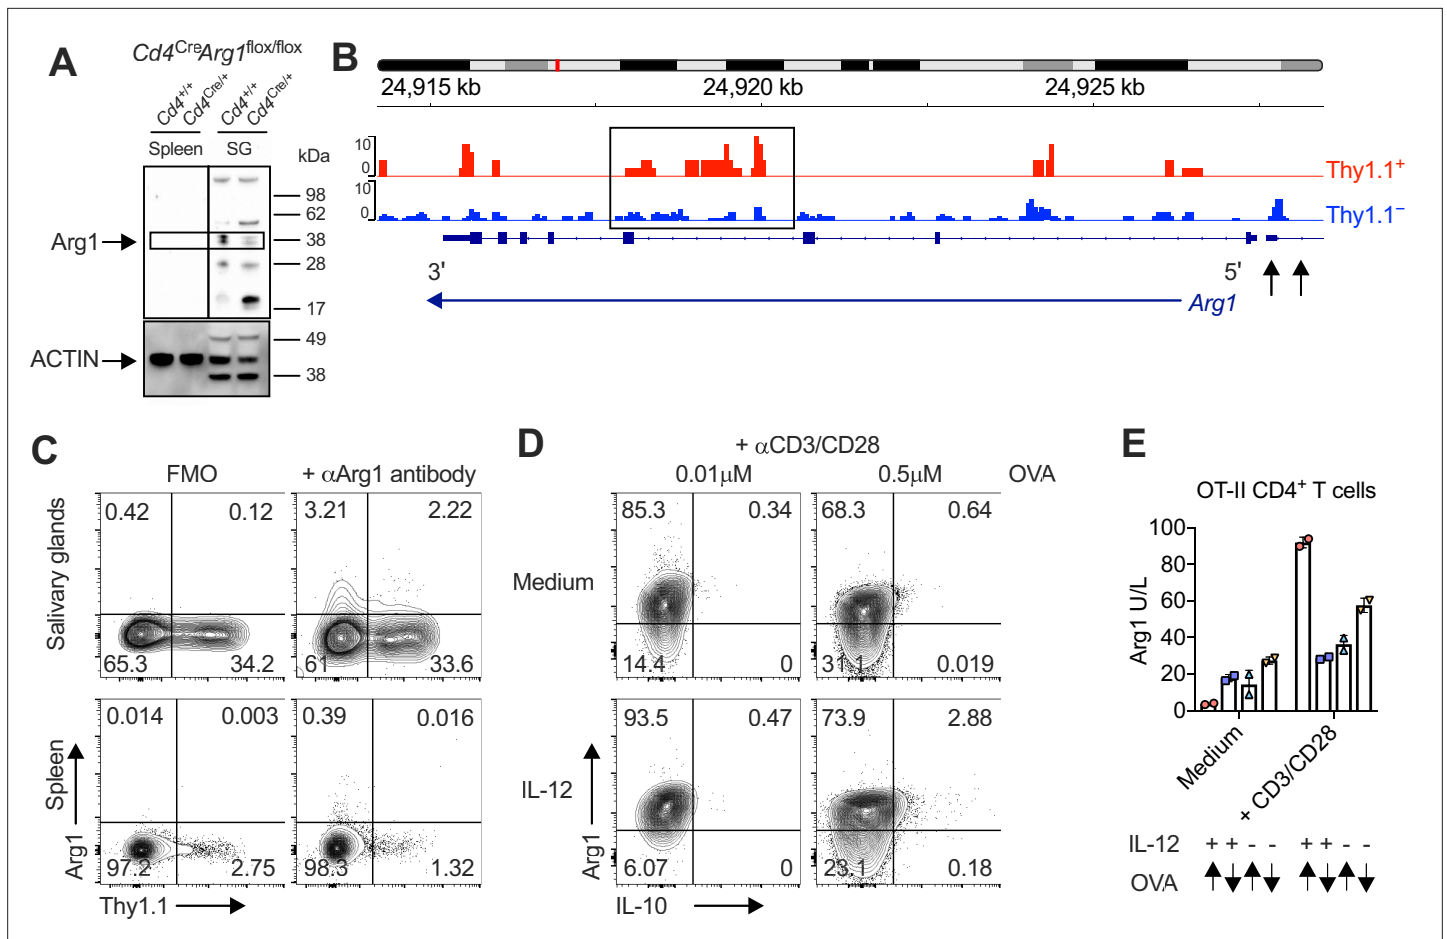 A
Cd4CreArg1flox/flox
Cd4+/+
Cd4Cre/+
Cd4+/+
Cd4Cre/+
Spleen SG kDa
98
62
Arg1 38
28
17
49
ACTIN
38
B
24,915 kb 24,920 kb 24,925 kb
10
0
Thy1.1+
10
0
Thy1.1−
3' 5'
Arg1
C
FMO + αArg1 antibody
Salivary glands
0.42 0.12 3.21 2.22
65.3 34.2 61 33.6
Spleen
0.014 0.003 0.39 0.016
97.2 2.75 98.3 1.32
Arg1
Thy1.1
D
+ αCD3/CD28
0.01µM 0.5µM OVA
Medium
85.3 0.34 68.3 0.64
14.4 0 31.1 0.019
IL-12
93.5 0.47 73.9 2.88
6.07 0 23.1 0.18
Arg1
IL-10
E
OT-II CD4+ T cells
Arg1 U/L
100
80
60
40
20
0
Medium
+ CD3/CD28
IL-12 + + - - + + - -
OVA